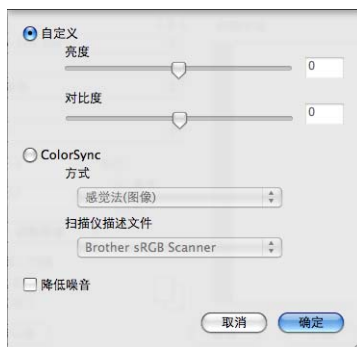 自定义
亮度
0
对比度
0
ColorSync
方式
感觉法(图像)
扫描仪描述文件
Brother sRGB Scanner
降低噪音
取消 确定